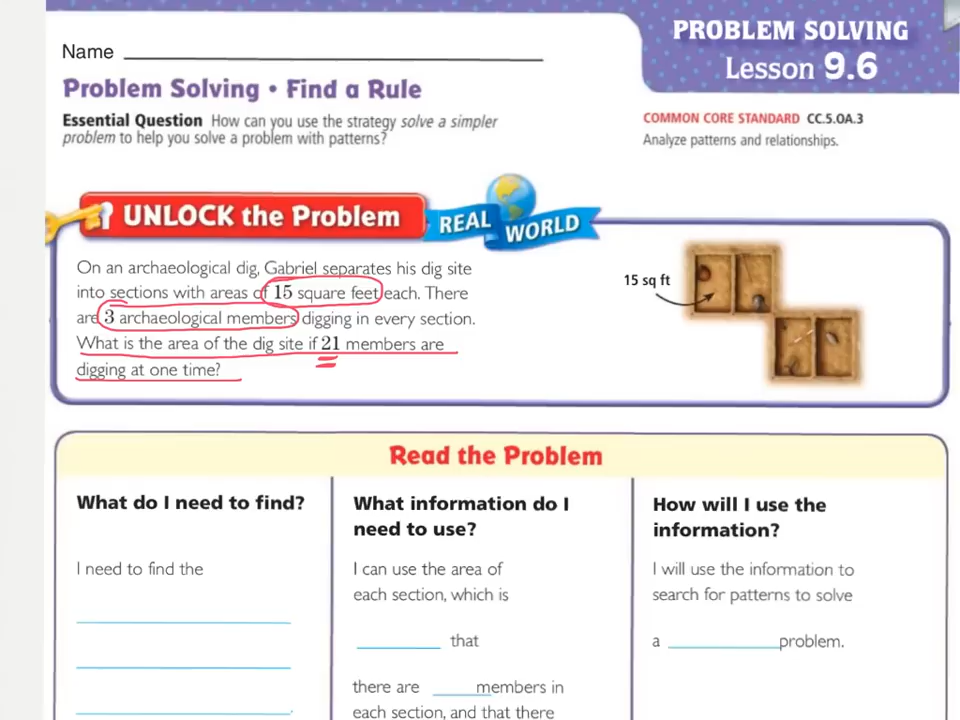 PROBLEM SOLVING
Lesson 9.6
Name
Problem Solving • Find a Rule
Essential Question How can you use the strategy solve a simpler
problem to help you solve a problem with patterns?
COMMON CORE STANDARD CC.5.OA.3
Analyze patterns and relationships.
UNLOCK the Problem
REAL WORLD
On an archaeological dig, Gabriel separates his dig site
into sections with areas of 15 square feet each. There
are 3 archaeological members digging in every section.
What is the area of the dig site if 21 members are
digging at one time?
15 sq ft
Read the Problem
What do I need to find?
I need to find the
What information do I
need to use?
I can use the area of
each section, which is
that
there are members in
each section, and that there
How will I use the
information?
I will use the information to
search for patterns to solve
a problem.